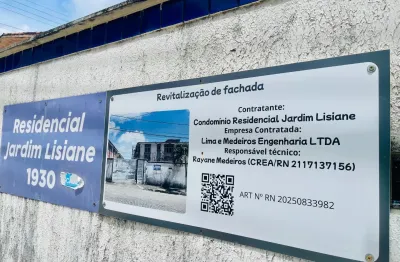 Residencial
Jardim Lisiane
1930
Revitalização de fachada
Contratante:
Condominio Residencial Jardim Lisiane
Empresa Contratada:
Lima e Medeiros Engenharia LTDA
Responsável técnico:
Rayane Medeiros (CREA/RN 2117137156)
ART Nº RN 20250833982